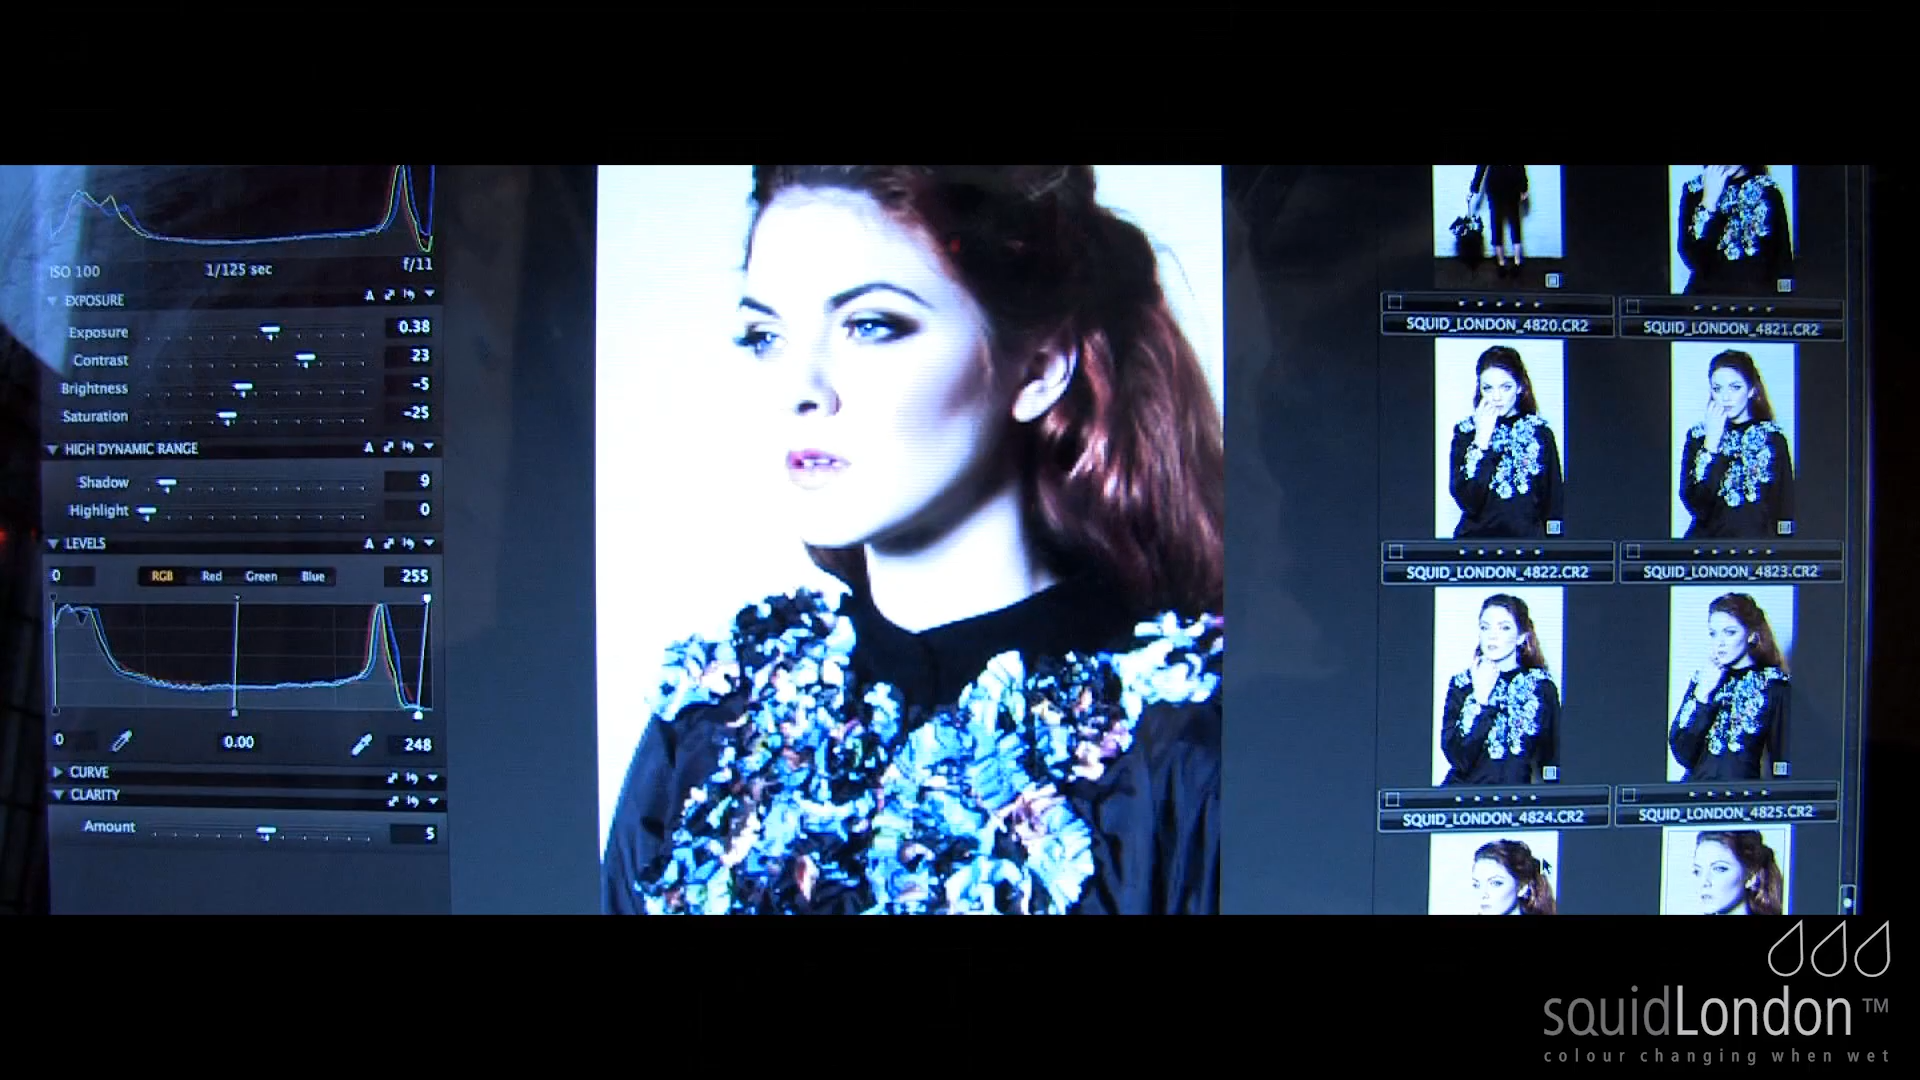 ISO 100 1/125 sec f/11
EXPOSURE A
Exposure 0.38
Contrast 23
Brightness -5
Saturation -25
HIGH DYNAMIC RANGE A
Shadow 9
Highlight 0
LEVELS A
0 RGB Red Green Blue 255
0 0.00 248
CURVE
CLARITY
Amount 5
SQUID_LONDON_4820.CR2 SQUID_LONDON_4821.CR2
SQUID_LONDON_4822.CR2 SQUID_LONDON_4823.CR2
SQUID_LONDON_4824.CR2 SQUID_LONDON_4825.CR2
squidLondon™
colour changing when wet